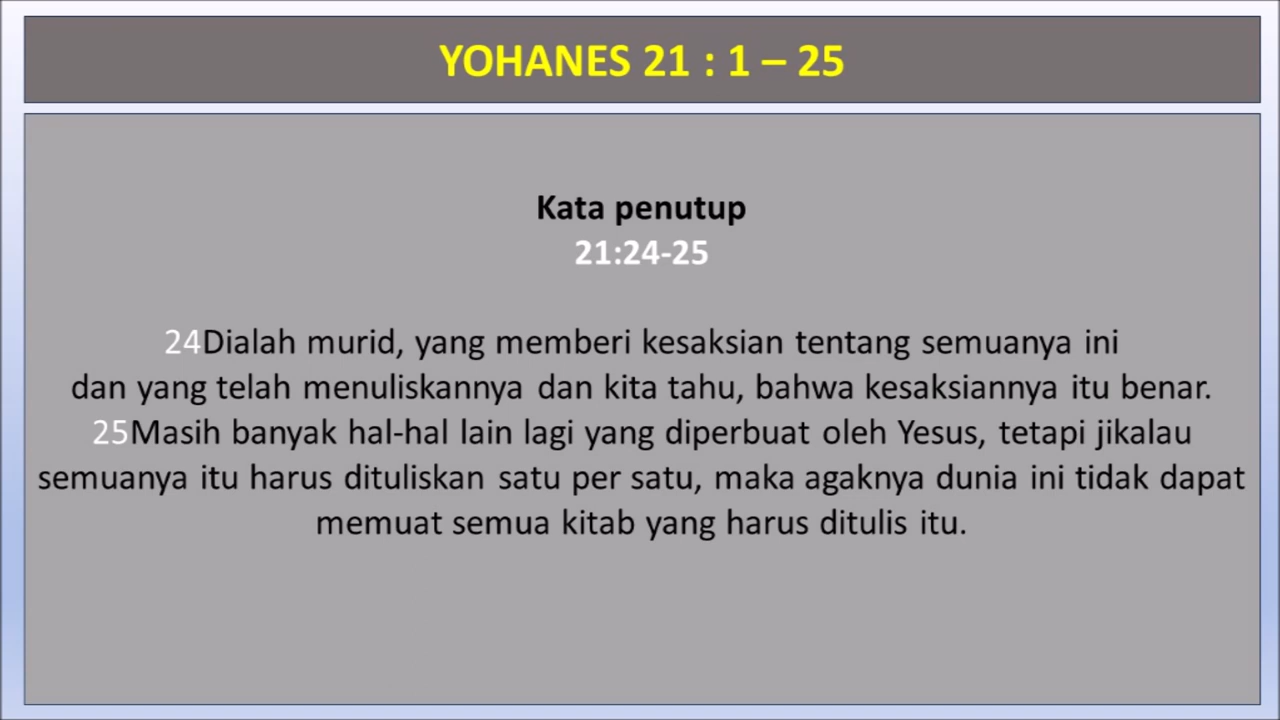 YOHANES 21 : 1 – 25
Kata penutup
21:24-25
24Dialah murid, yang memberi kesaksian tentang semuanya ini
dan yang telah menuliskannya dan kita tahu, bahwa kesaksiannya itu benar.
25Masih banyak hal-hal lain lagi yang diperbuat oleh Yesus, tetapi jikalau
semuanya itu harus dituliskan satu per satu, maka agaknya dunia ini tidak dapat
memuat semua kitab yang harus ditulis itu.